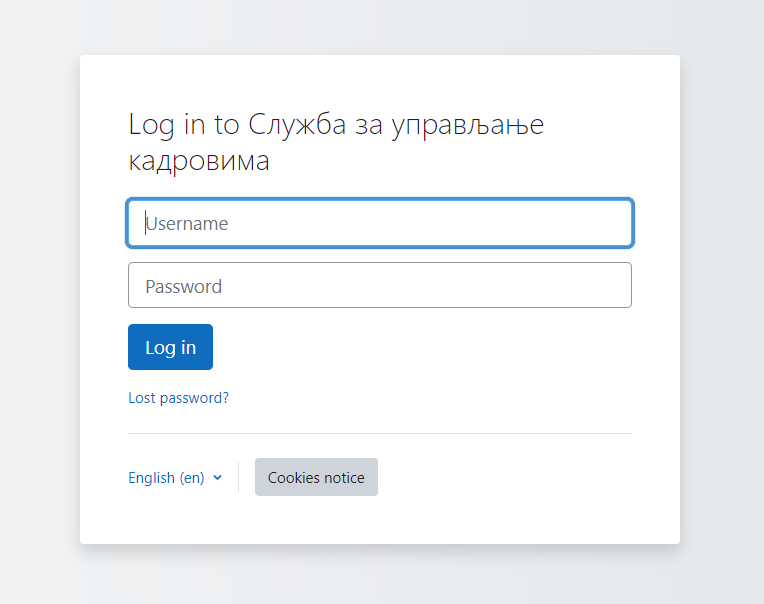 Log in to Служба за управљање
кадровима
Username
Password
Log in
Lost password?
English (en)
Cookies notice